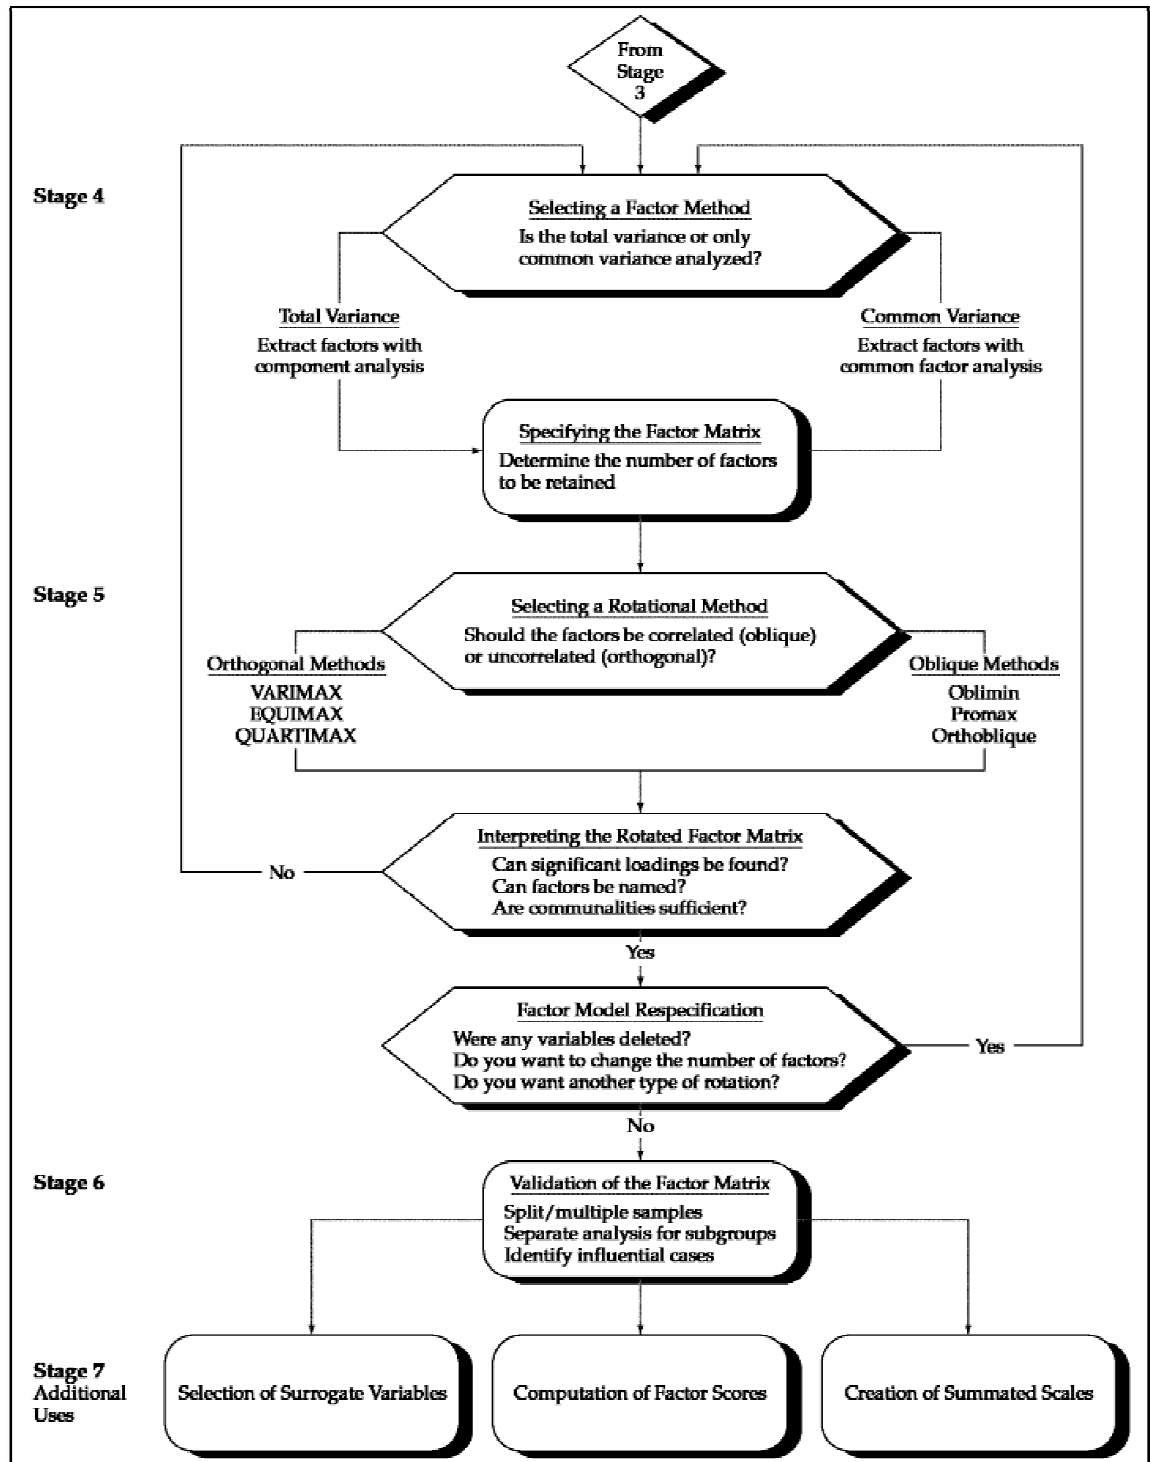 From
Stage
3
Stage 4
Selecting a Factor Method
Is the total variance or only
common variance analyzed?
Total Variance
Extract factors with
component analysis
Common Variance
Extract factors with
common factor analysis
Specifying the Factor Matrix
Determine the number of factors
to be retained
Stage 5
Selecting a Rotational Method
Should the factors be correlated (oblique)
or uncorrelated (orthogonal)?
Orthogonal Methods
VARIMAX
EQUIMAX
QUARTIMAX
Oblique Methods
Oblimin
Promax
Orthoblique
Interpreting the Rotated Factor Matrix
Can significant loadings be found?
Can factors be named?
Are communalities sufficient?
No
Yes
Factor Model Respecification
Were any variables deleted?
Do you want to change the number of factors?
Do you want another type of rotation?
Yes
No
Stage 6
Validation of the Factor Matrix
Split/multiple samples
Separate analysis for subgroups
Identify influential cases
Stage 7
Additional
Uses
Selection of Surrogate Variables
Computation of Factor Scores
Creation of Summated Scales